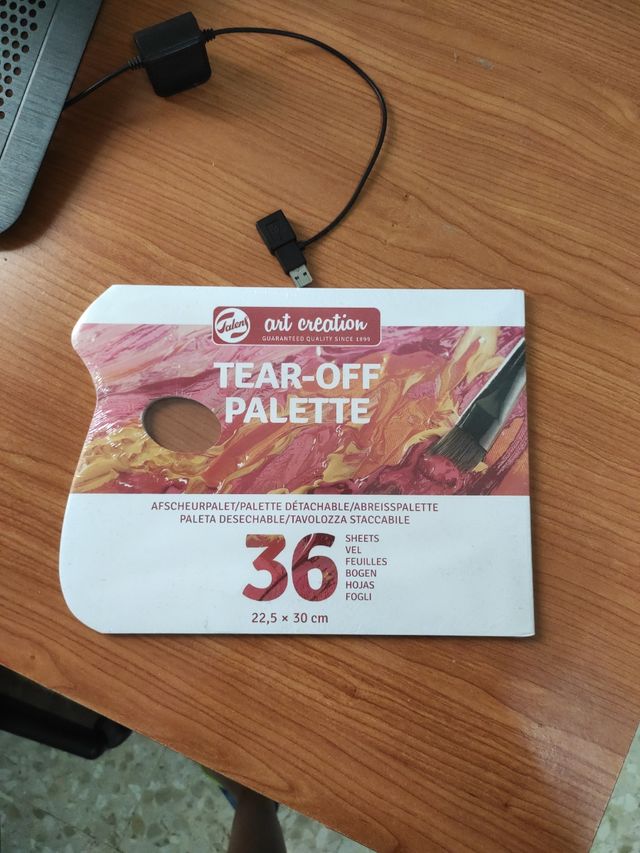 Talens
art creation
GUARANTEED QUALITY SINCE 1899
TEAR-OFF
PALETTE
AFSCHEURPALET/PALETTE DÉTACHABLE/ABREISSPALETTE
PALETA DESECHABLE/TAVOLOZZA STACCABILE
36
SHEETS
VEL
FEUILLES
BOGEN
HOJAS
FOGLI
22,5 × 30 cm